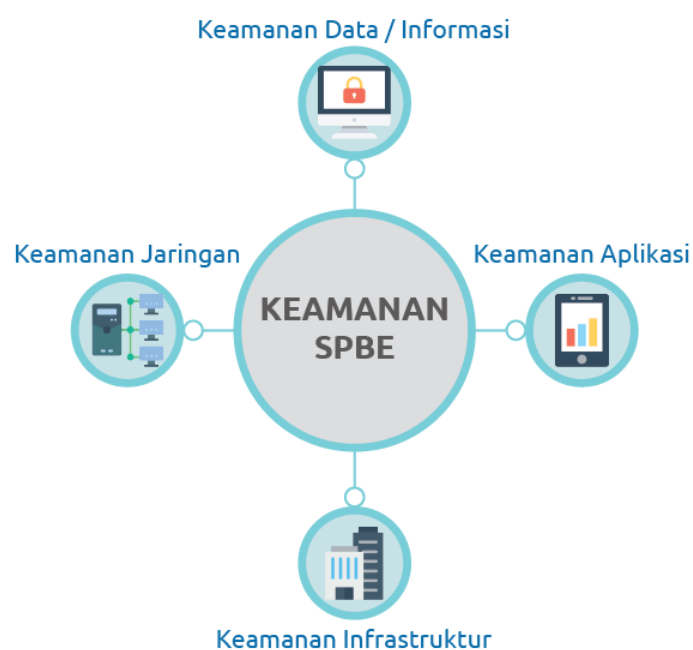 Keamanan Data / Informasi
Keamanan Jaringan
Keamanan Aplikasi
KEAMANAN
SPBE
Keamanan Infrastruktur